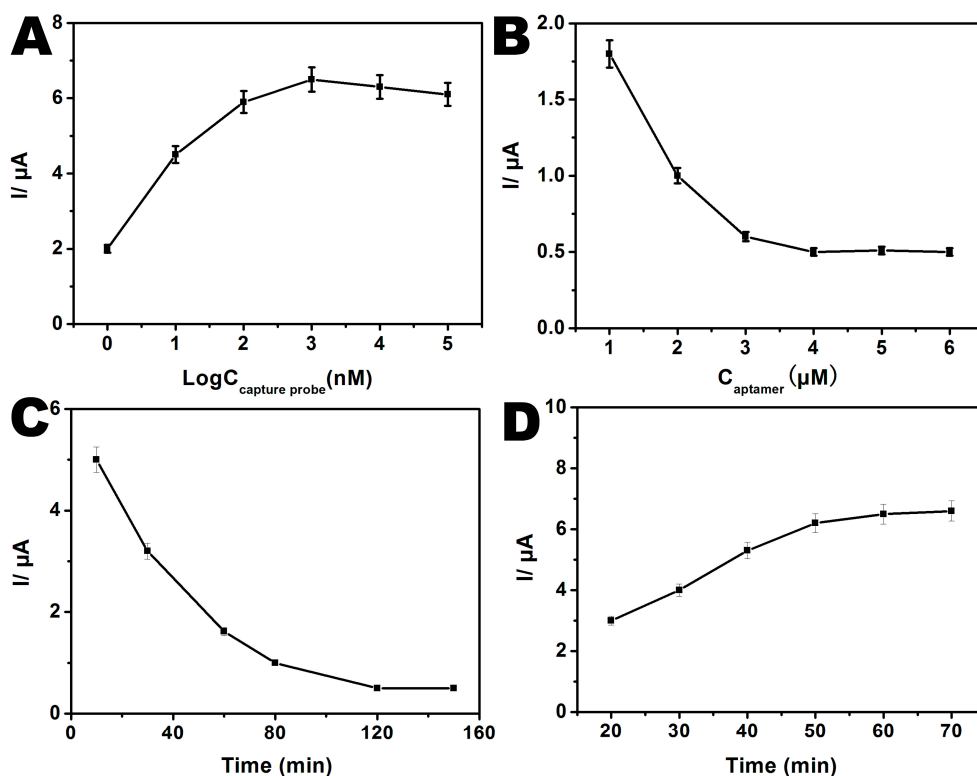 A
8
6
4
2
0
I/ µA
0 1 2 3 4 5
LogC capture probe (nM)
B
2.0
1.5
1.0
0.5
0.0
I/ µA
1 2 3 4 5 6
C aptamer (µM)
C
6
4
2
0
I/ µA
0 40 80 120 160
Time (min)
D
10
8
6
4
2
0
I/ µA
20 30 40 50 60 70
Time (min)